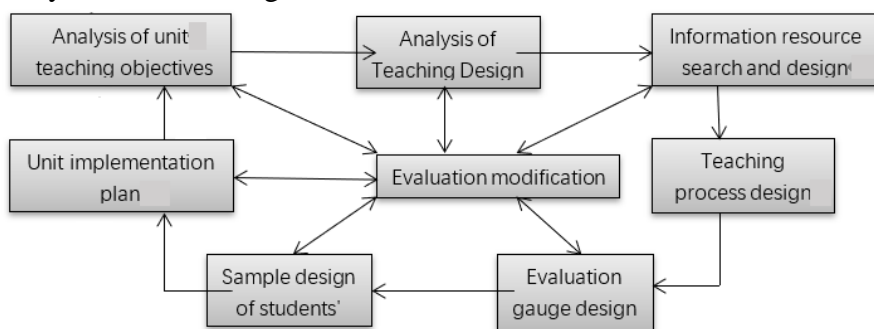 Analysis of unit
teaching objectives
Analysis of
Teaching Design
Information resource
search and design
Unit implementation
plan
Evaluation modification
Teaching
process design
Sample design
of students'
Evaluation
gauge design